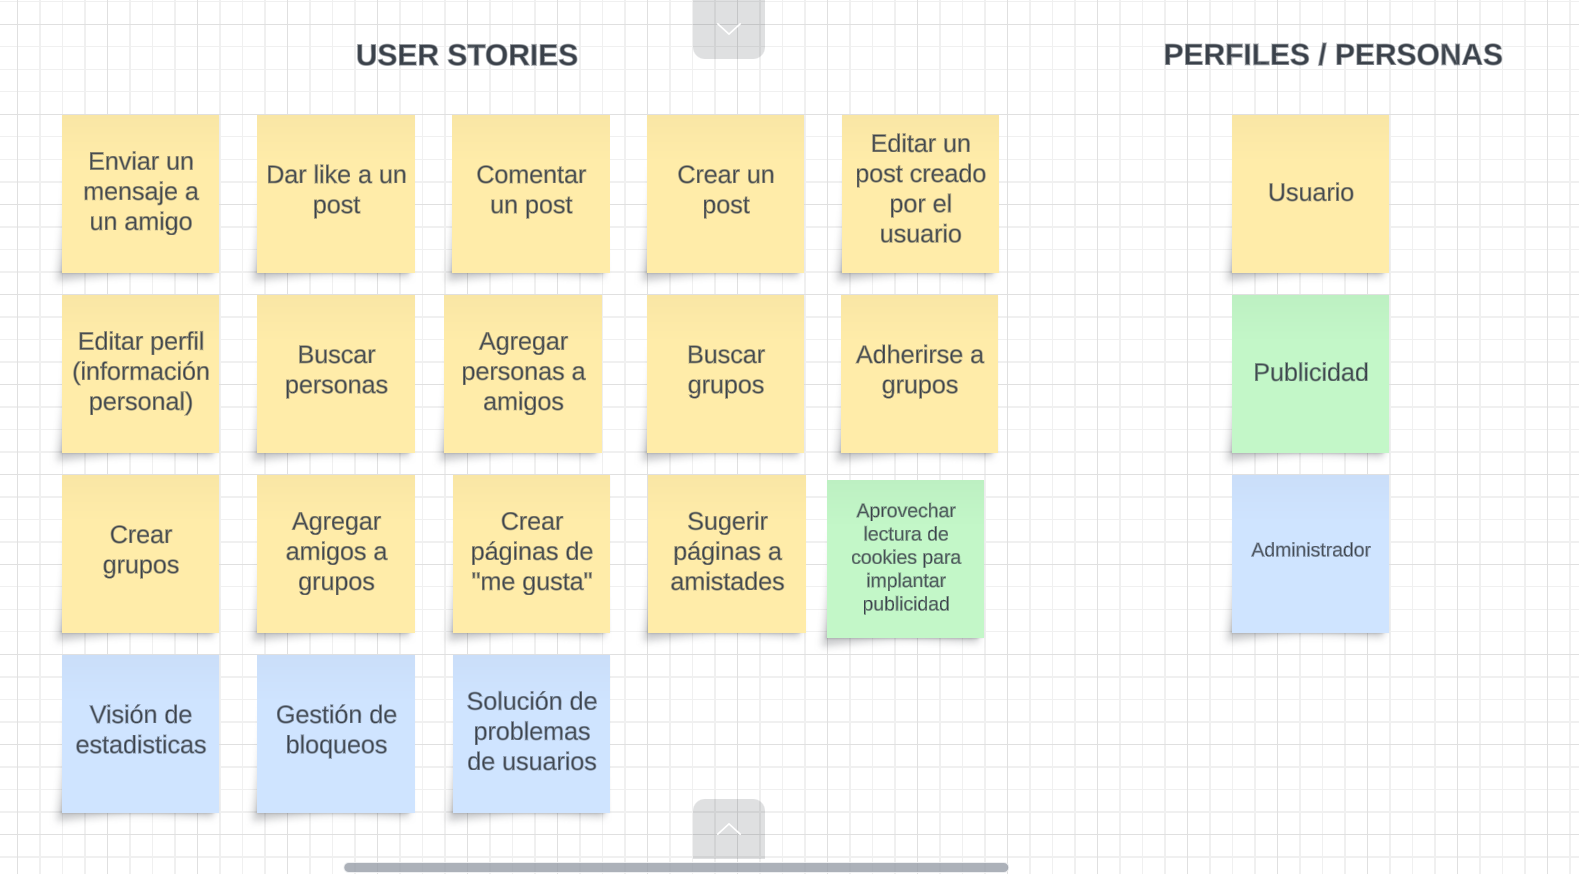 USER STORIES
PERFILES / PERSONAS
Enviar un
mensaje a
un amigo
Dar like a un
post
Comentar
un post
Crear un
post
Editar un
post creado
por el
usuario
Usuario
Editar perfil
(información
personal)
Buscar
personas
Agregar
personas a
amigos
Buscar
grupos
Adherirse a
grupos
Publicidad
Crear
grupos
Agregar
amigos a
grupos
Crear
páginas de
"me gusta"
Sugerir
páginas a
amistades
Aprovechar
lectura de
cookies para
implantar
publicidad
Administrador
Visión de
estadisticas
Gestión de
bloqueos
Solución de
problemas
de usuarios